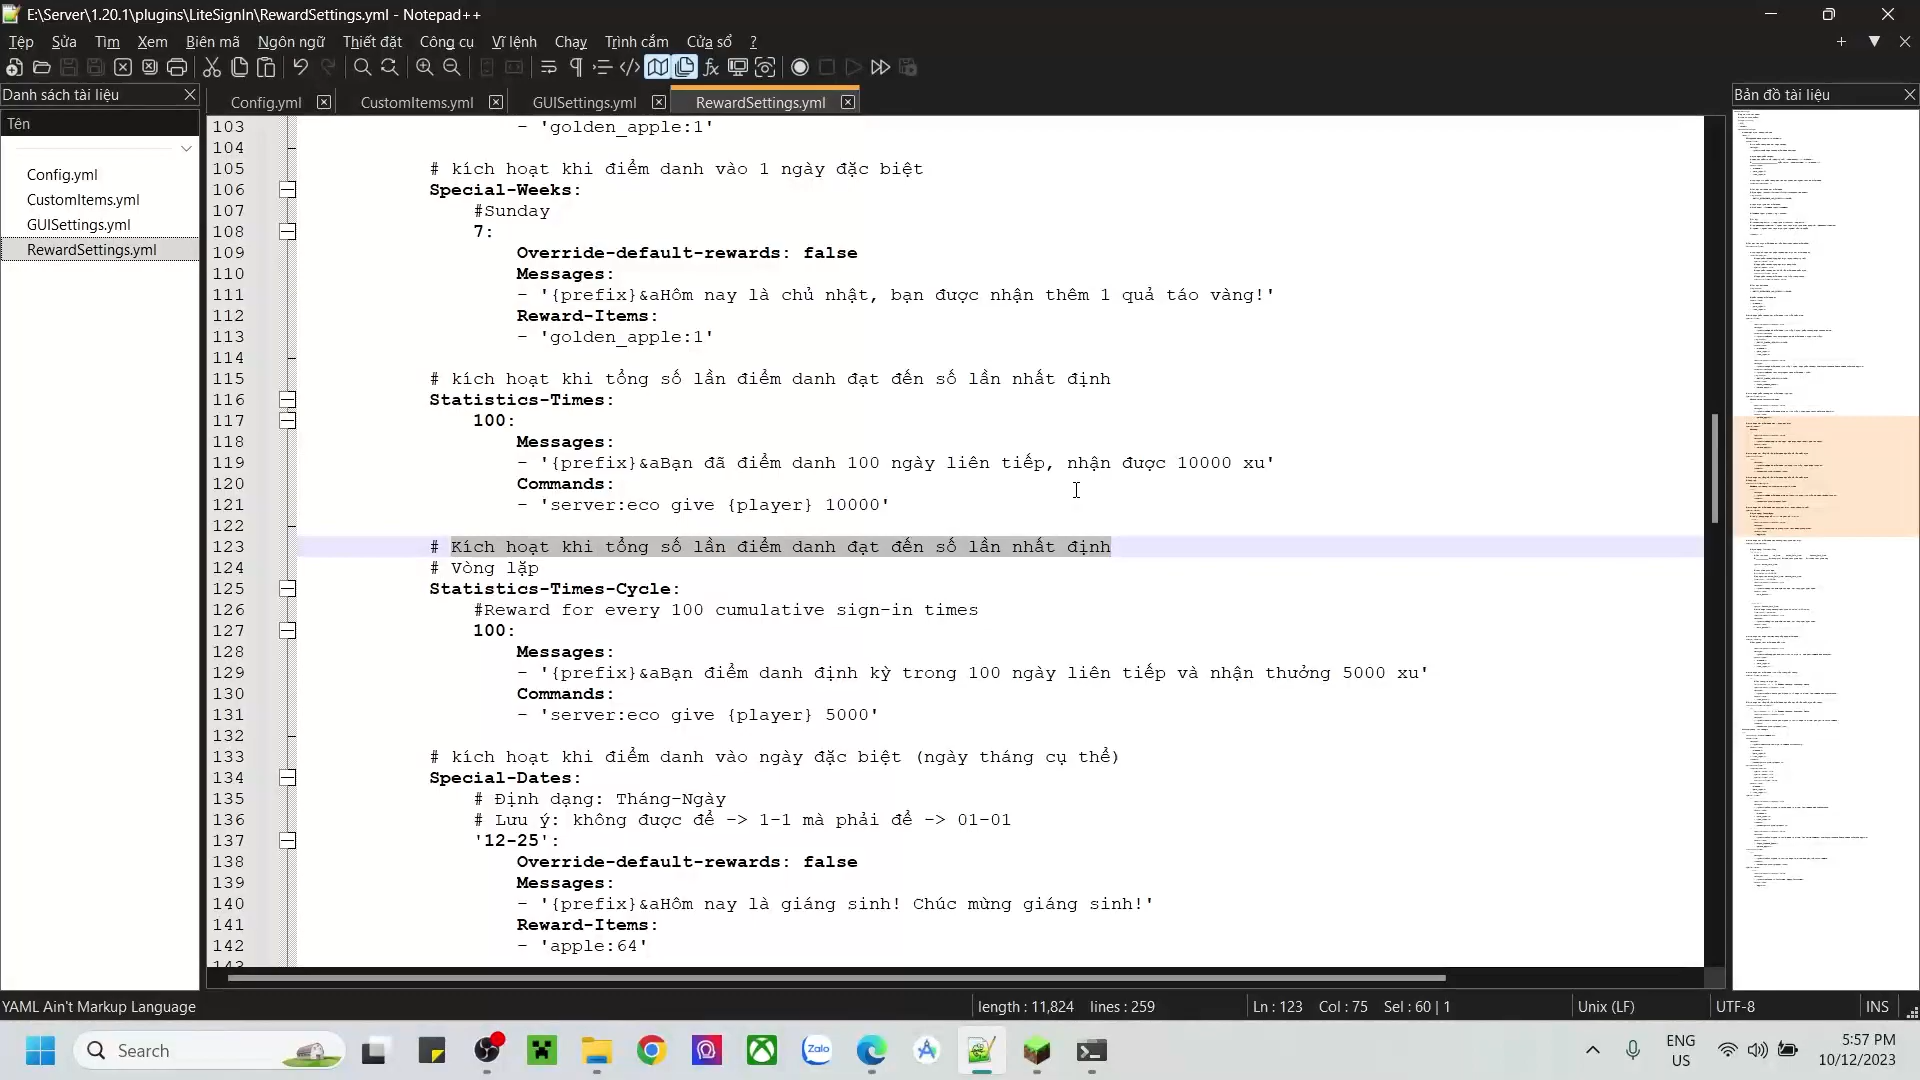 E:\Server\1.20.1\plugins\LiteSignIn\RewardSettings.yml - Notepad++
Tệp Sửa Tìm Xem Biên mã Ngôn ngữ Thiết đặt Công cụ Vĩ lệnh Chạy Trình cắm Cửa sổ ?
Danh sách tài liệu
Config.yml CustomItems.yml GUISettings.yml RewardSettings.yml
Bản đồ tài liệu
Tên
Config.yml
CustomItems.yml
GUISettings.yml
RewardSettings.yml
103 - 'golden_apple:1'
104
105 # kích hoạt khi điểm danh vào 1 ngày đặc biệt
106 Special-Weeks:
107 #Sunday
108 7:
109 Override-default-rewards: false
110 Messages:
111 - '{prefix}&aHôm nay là chủ nhật, bạn được nhận thêm 1 quả táo vàng!'
112 Reward-Items:
113 - 'golden_apple:1'
114
115 # kích hoạt khi tổng số lần điểm danh đạt đến số lần nhất định
116 Statistics-Times:
117 100:
118 Messages:
119 - '{prefix}&aBạn đã điểm danh 100 ngày liên tiếp, nhận được 10000 xu'
120 Commands:
121 - 'server:eco give {player} 10000'
122
123 # Kích hoạt khi tổng số lần điểm danh đạt đến số lần nhất định
124 # Vòng lặp
125 Statistics-Times-Cycle:
126 #Reward for every 100 cumulative sign-in times
127 100:
128 Messages:
129 - '{prefix}&aBạn điểm danh định kỳ trong 100 ngày liên tiếp và nhận thưởng 5000 xu'
130 Commands:
131 - 'server:eco give {player} 5000'
132
133 # kích hoạt khi điểm danh vào ngày đặc biệt (ngày tháng cụ thể)
134 Special-Dates:
135 # Định dạng: Tháng-Ngày
136 # Lưu ý: không được để -> 1-1 mà phải để -> 01-01
137 '12-25':
138 Override-default-rewards: false
139 Messages:
140 - '{prefix}&aHôm nay là giáng sinh! Chúc mừng giáng sinh!'
141 Reward-Items:
142 - 'apple:64'
143
YAML Ain't Markup Language length : 11,824 lines : 259 Ln : 123 Col : 75 Sel : 60 | 1 Unix (LF) UTF-8 INS
Search
Zalo
ENG
US
5:57 PM
10/12/2023